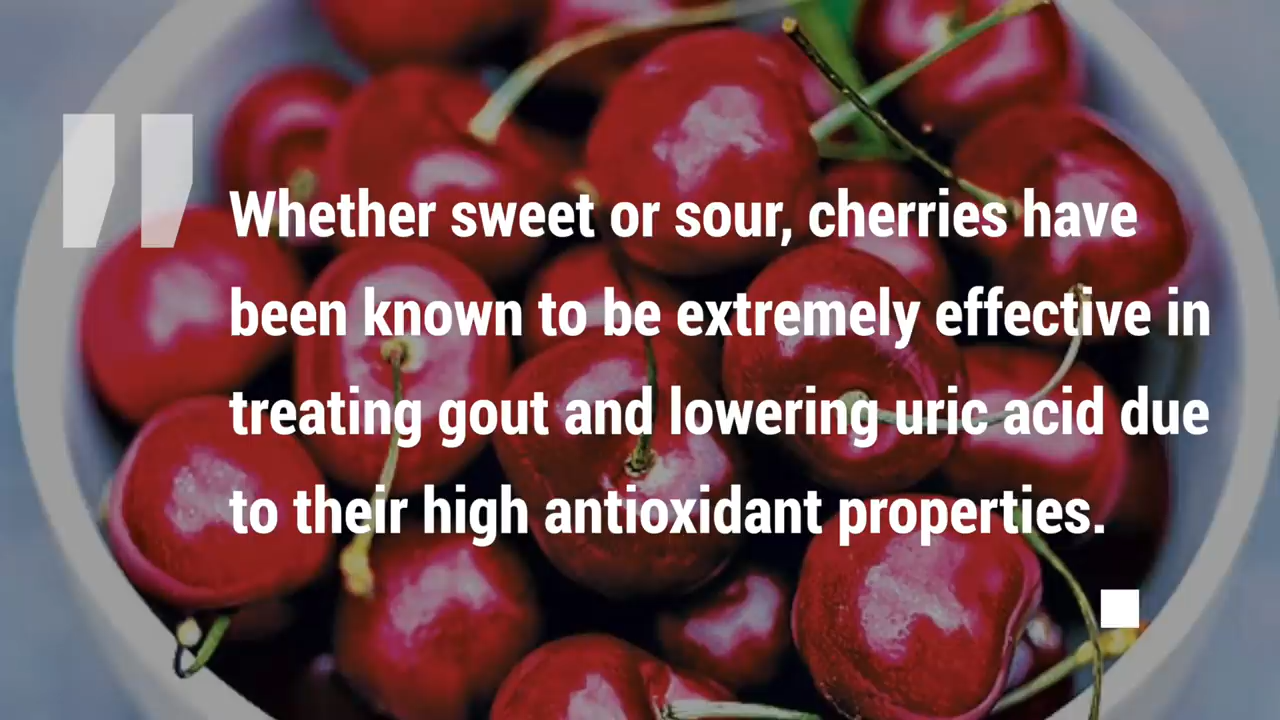 "
Whether sweet or sour, cherries have
been known to be extremely effective in
treating gout and lowering uric acid due
to their high antioxidant properties.